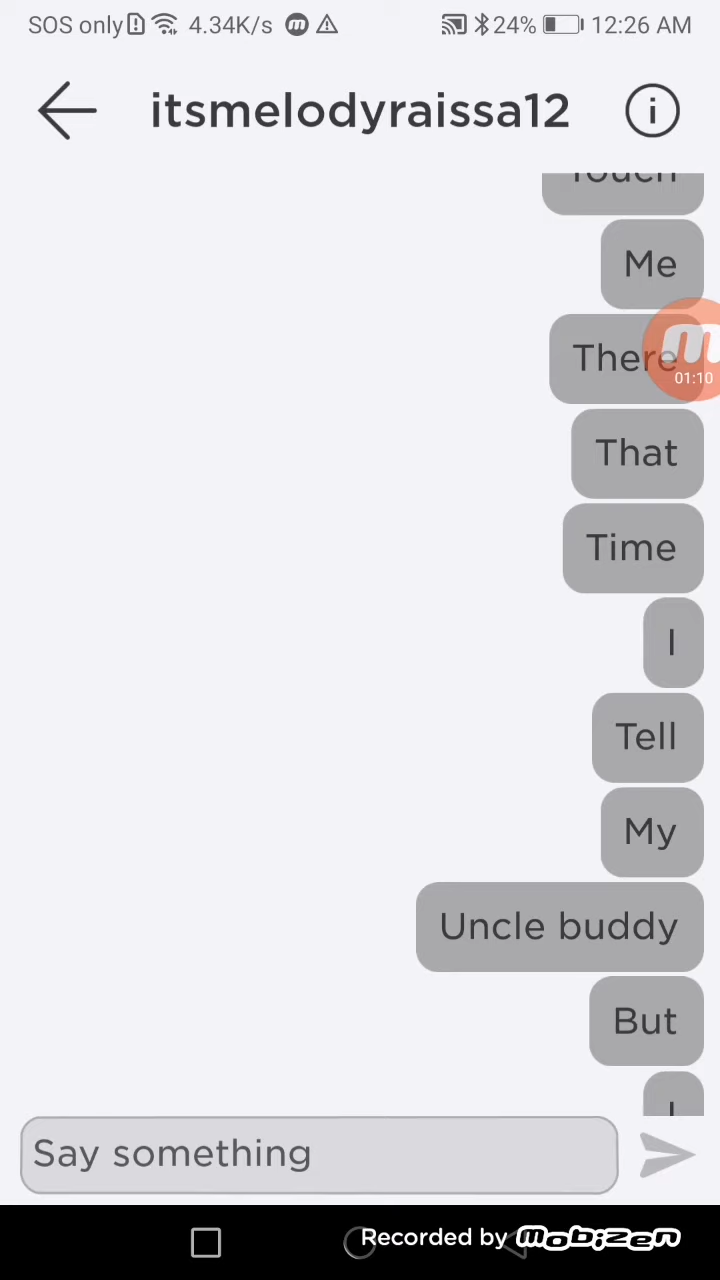 SOS only 4.34K/s 24% 12:26 AM
itsmelodyraissa12
Touch
Me
There
01:10
That
Time
I
Tell
My
Uncle buddy
But
I
Say something
Recorded by mobizen